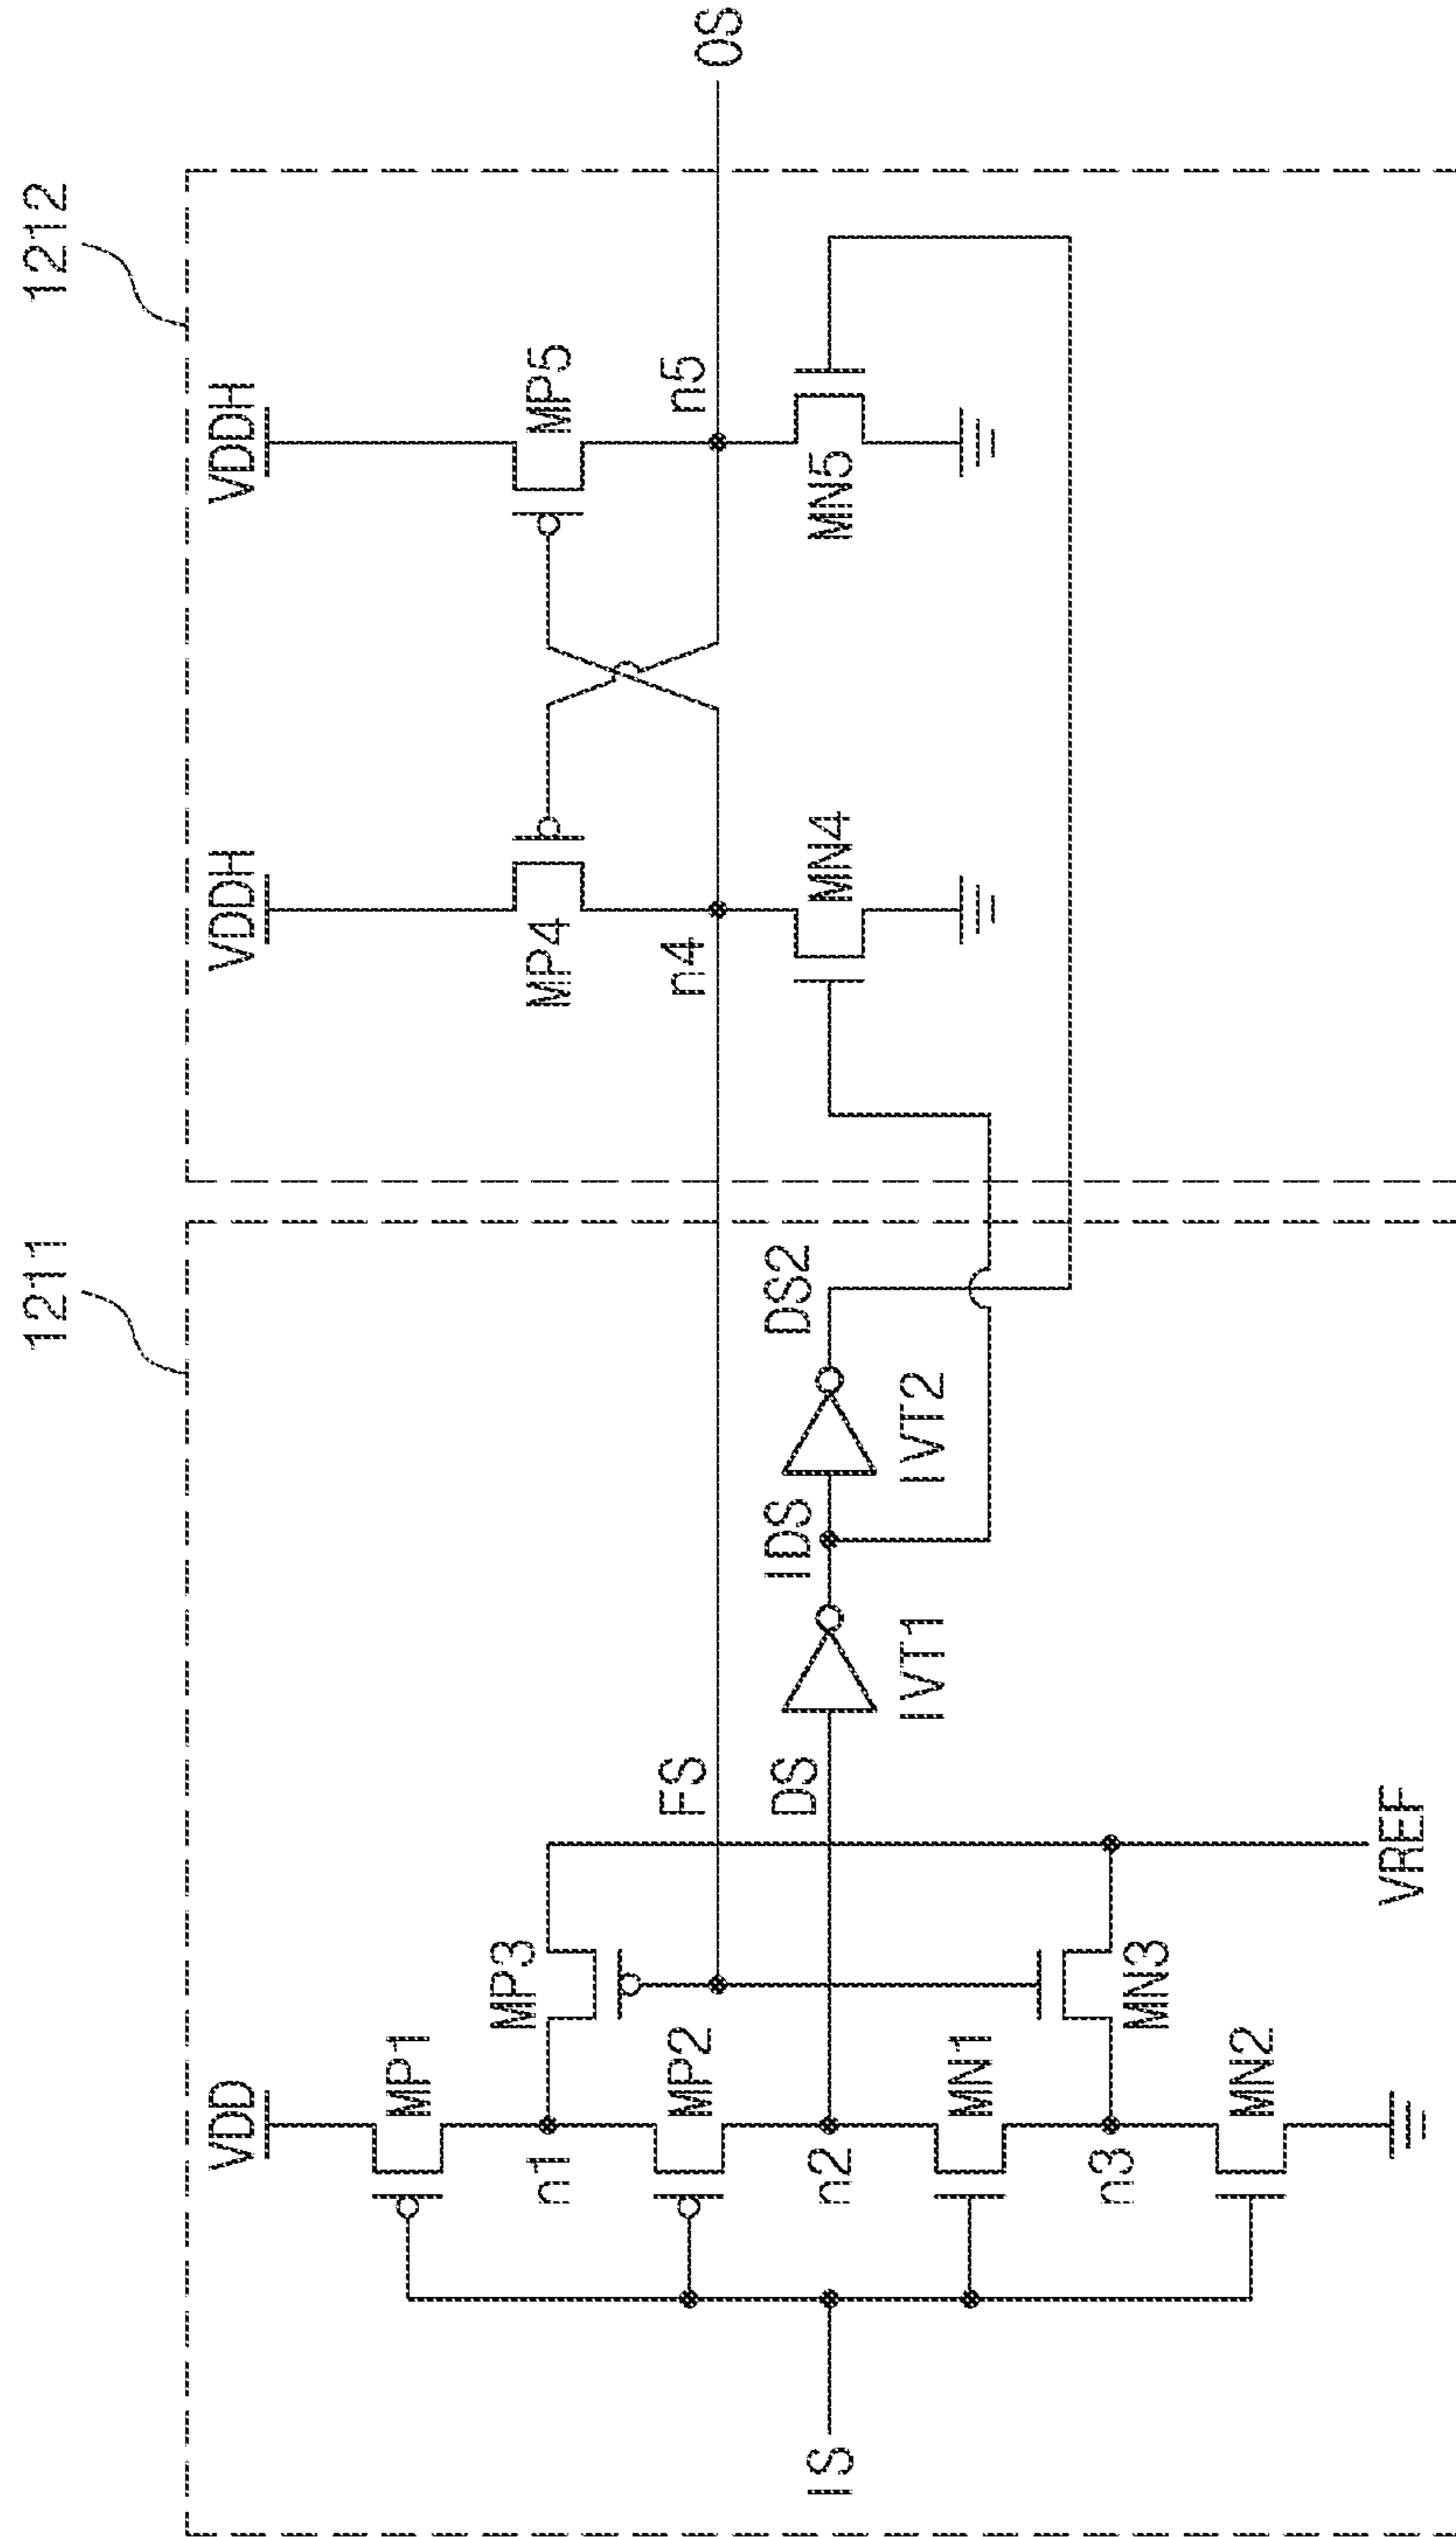 1211
1212
VDD
VDDH
VDDH
MP1
MP3
MP4
MP5
n1
MP2
FS
n4
n5
OS
IS
n2
DS
IVT1
IDS
IVT2
DS2
MN4
MN5
MN1
n3
MN3
MN2
VREF